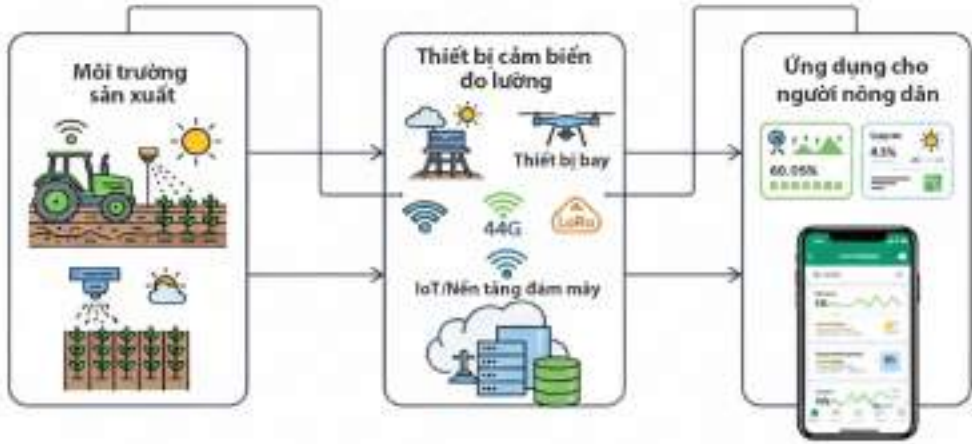 Môi trường
sản xuất
Thiết bị cảm biến
đo lường
Thiết bị bay
44G
LoRa
IoT/Nển tảng đám mây
Ứng dụng cho
người nông dân
60.05%
4.5%